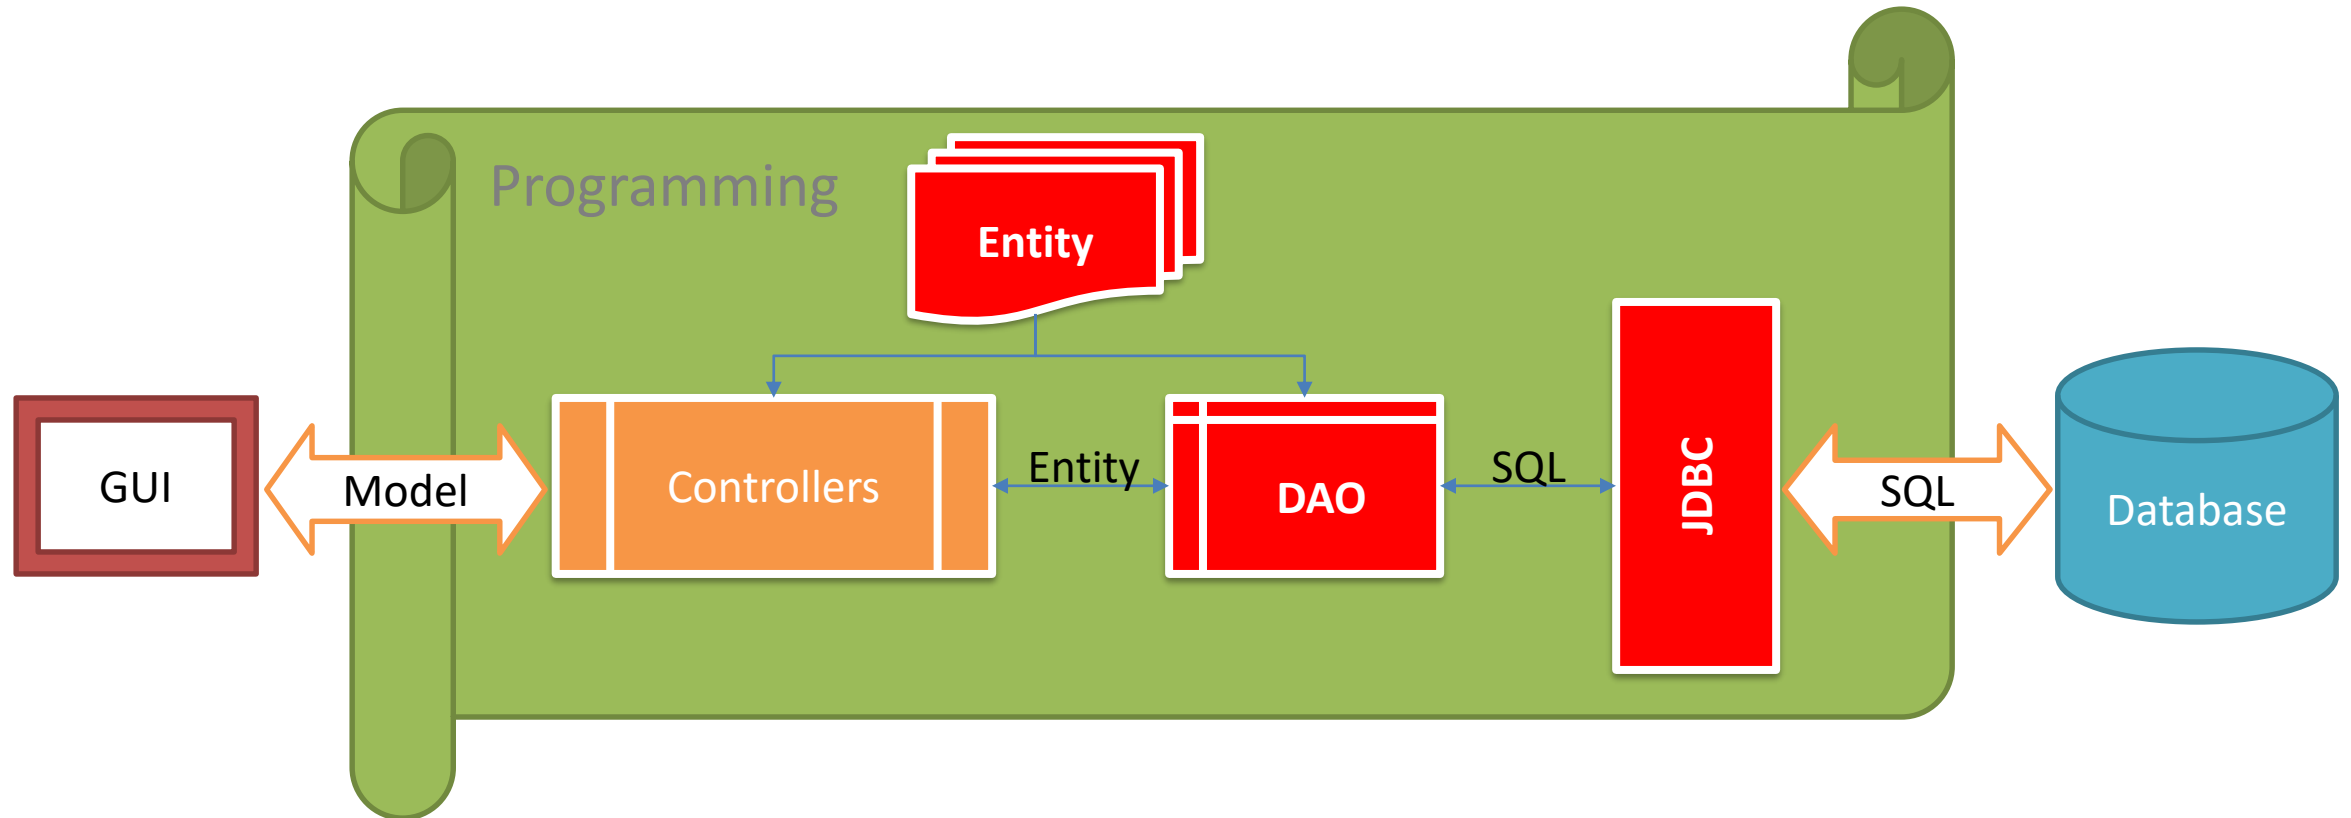 Programming
Entity
GUI
Model
Controllers
Entity
DAO
SQL
JDBC
SQL
Database